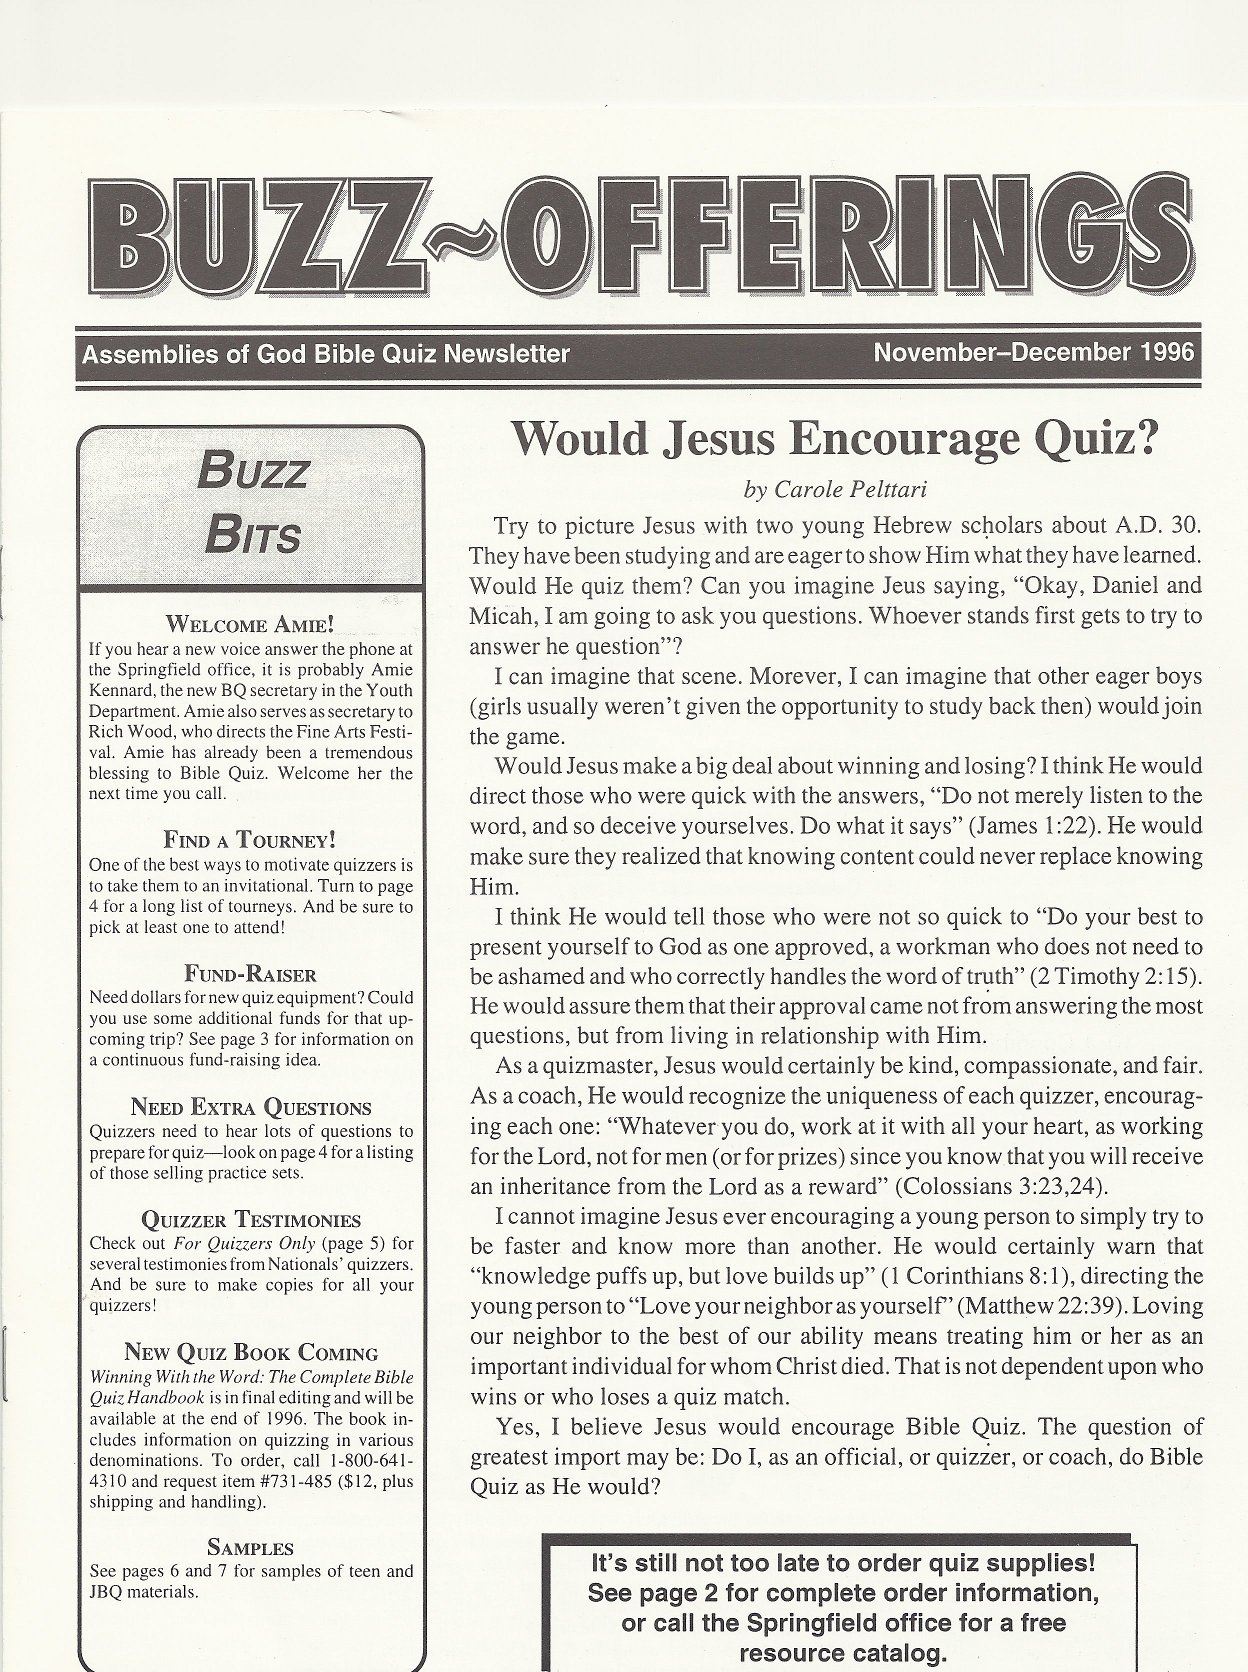 BUZZ~OFFERINGS
Assemblies of God Bible Quiz Newsletter
November–December 1996
BUZZ
BITS
WELCOME AMIE!
If you hear a new voice answer the phone at
the Springfield office, it is probably Amie
Kennard, the new BQ secretary in the Youth
Department. Amie also serves as secretary to
Rich Wood, who directs the Fine Arts Festi-
val. Amie has already been a tremendous
blessing to Bible Quiz. Welcome her the
next time you call.
FIND A TOURNEY!
One of the best ways to motivate quizzers is
to take them to an invitational. Turn to page
4 for a long list of tourneys. And be sure to
pick at least one to attend!
FUND-RAISER
Need dollars for new quiz equipment? Could
you use some additional funds for that up-
coming trip? See page 3 for information on
a continuous fund-raising idea.
NEED EXTRA QUESTIONS
Quizzers need to hear lots of questions to
prepare for quiz—look on page 4 for a listing
of those selling practice sets.
QUIZZER TESTIMONIES
Check out For Quizzers Only (page 5) for
several testimonies from Nationals' quizzers.
And be sure to make copies for all your
quizzers!
NEW QUIZ BOOK COMING
Winning With the Word: The Complete Bible
Quiz Handbook is in final editing and will be
available at the end of 1996. The book in-
cludes information on quizzing in various
denominations. To order, call 1-800-641-
4310 and request item #731-485 ($12, plus
shipping and handling).
SAMPLES
See pages 6 and 7 for samples of teen and
JBQ materials.
Would Jesus Encourage Quiz?
by Carole Pelttari
Try to picture Jesus with two young Hebrew scholars about A.D. 30.
They have been studying and are eager to show Him what they have learned.
Would He quiz them? Can you imagine Jeus saying, “Okay, Daniel and
Micah, I am going to ask you questions. Whoever stands first gets to try to
answer he question”?
I can imagine that scene. Morever, I can imagine that other eager boys
(girls usually weren’t given the opportunity to study back then) would join
the game.
Would Jesus make a big deal about winning and losing? I think He would
direct those who were quick with the answers, “Do not merely listen to the
word, and so deceive yourselves. Do what it says” (James 1:22). He would
make sure they realized that knowing content could never replace knowing
Him.
I think He would tell those who were not so quick to “Do your best to
present yourself to God as one approved, a workman who does not need to
be ashamed and who correctly handles the word of truth” (2 Timothy 2:15).
He would assure them that their approval came not from answering the most
questions, but from living in relationship with Him.
As a quizmaster, Jesus would certainly be kind, compassionate, and fair.
As a coach, He would recognize the uniqueness of each quizzer, encourag-
ing each one: “Whatever you do, work at it with all your heart, as working
for the Lord, not for men (or for prizes) since you know that you will receive
an inheritance from the Lord as a reward” (Colossians 3:23,24).
I cannot imagine Jesus ever encouraging a young person to simply try to
be faster and know more than another. He would certainly warn that
“knowledge puffs up, but love builds up” (1 Corinthians 8:1), directing the
young person to “Love your neighbor as yourself” (Matthew 22:39). Loving
our neighbor to the best of our ability means treating him or her as an
important individual for whom Christ died. That is not dependent upon who
wins or who loses a quiz match.
Yes, I believe Jesus would encourage Bible Quiz. The question of
greatest import may be: Do I, as an official, or quizzer, or coach, do Bible
Quiz as He would?
It’s still not too late to order quiz supplies!
See page 2 for complete order information,
or call the Springfield office for a free
resource catalog.